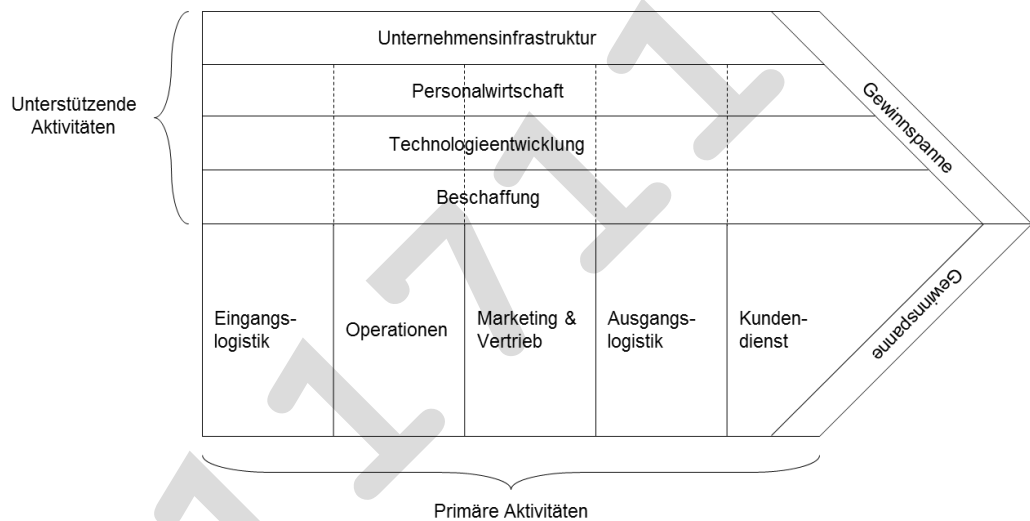 Unternehmensinfrastruktur
Personalwirtschaft
Technologieentwicklung
Beschaffung
Unterstützende
Aktivitäten
Gewinnspanne
Gewinnspanne
Eingangs-
logistik
Operationen
Marketing &
Vertrieb
Ausgangs-
logistik
Kunden-
dienst
Primäre Aktivitäten
1171